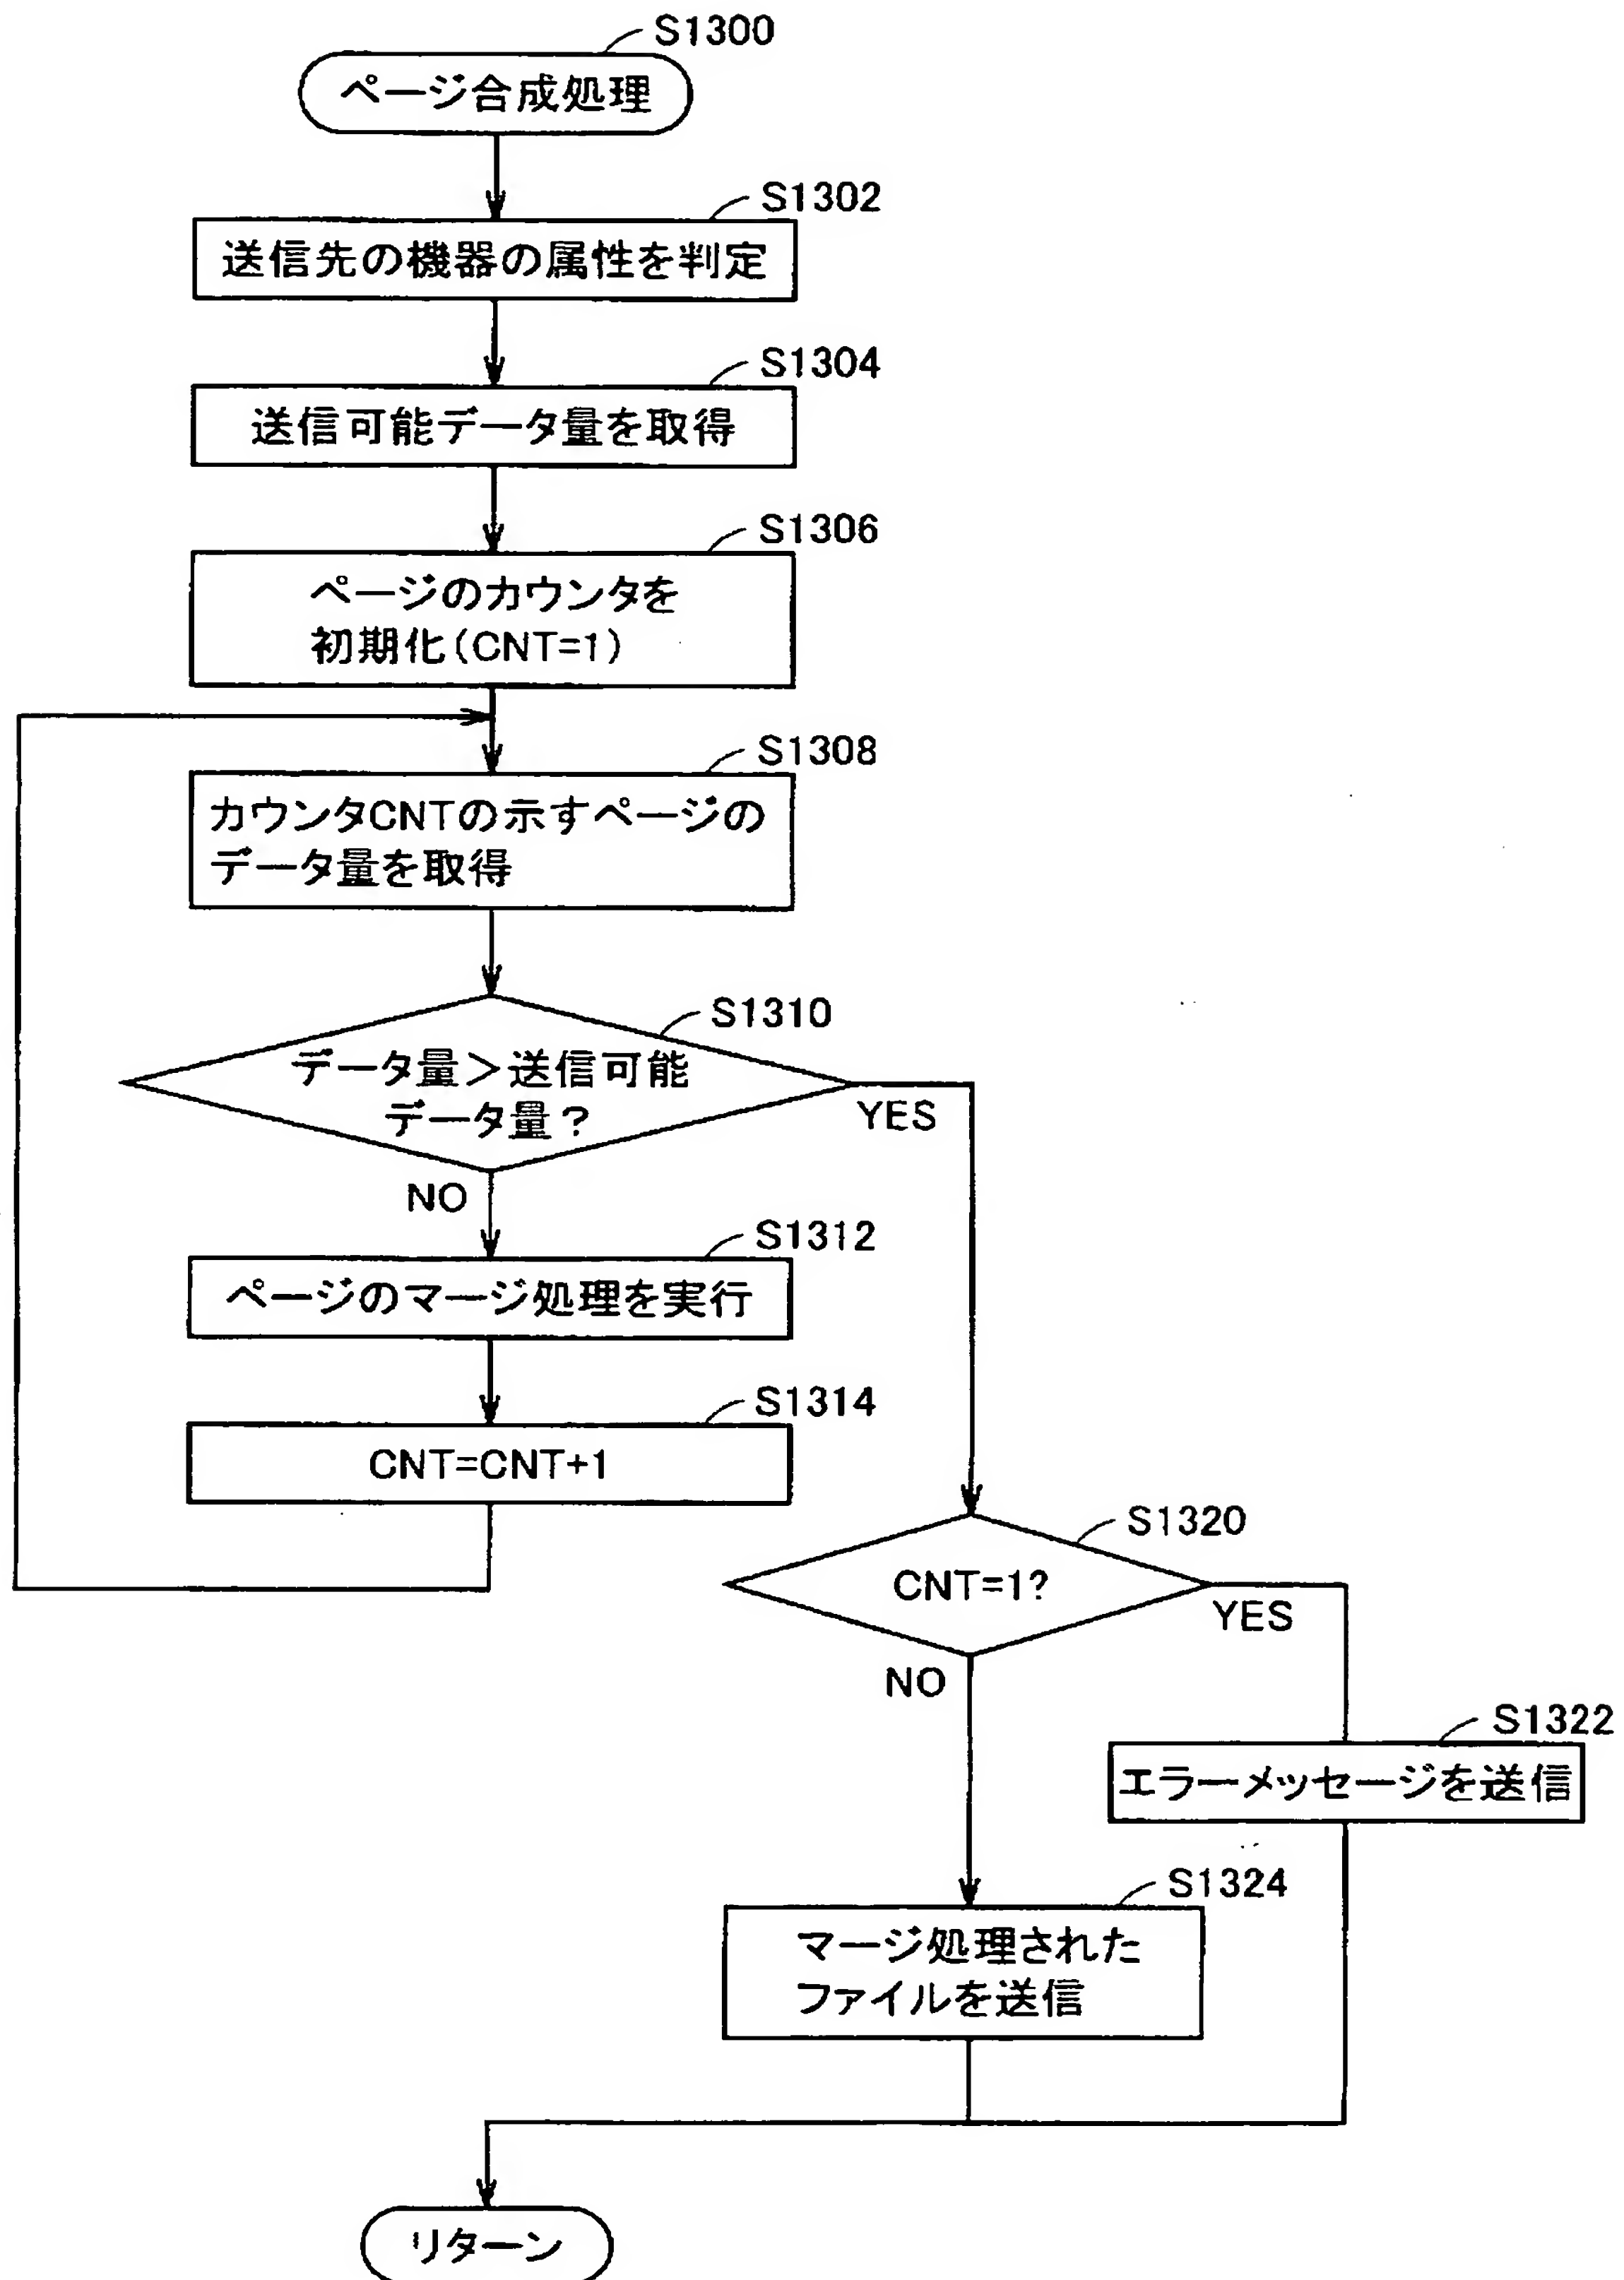 S1300
ページ合成処理
S1302
送信先の機器の属性を判定
S1304
送信可能データ量を取得
S1306
ページのカウンタを
初期化(CNT=1)
S1308
カウンタCNTの示すページの
データ量を取得
S1310
データ量>送信可能
データ量?
YES
NO
S1312
ページのマージ処理を実行
S1314
CNT=CNT+1
S1320
CNT=1?
YES
NO
S1322
エラーメッセージを送信
S1324
マージ処理された
ファイルを送信
リターン